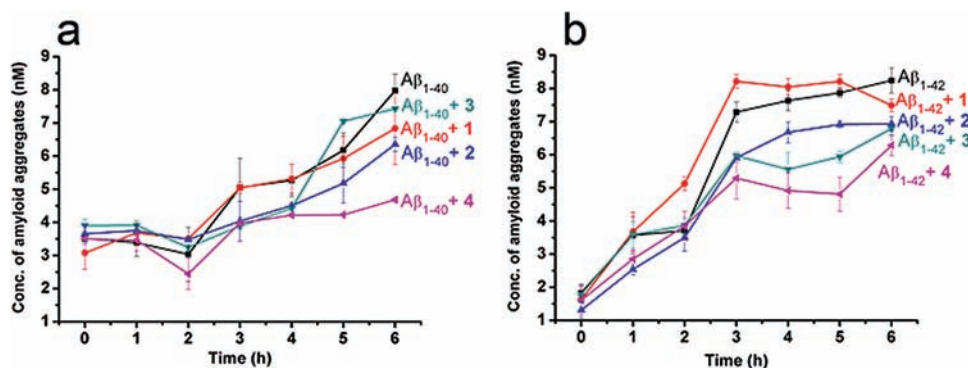 a
Conc. of amyloid aggregates (nM)
9
8
7
6
5
4
3
2
1
0 1 2 3 4 5 6
Time (h)
Aβ1-40
Aβ1-40 + 3
Aβ1-40 + 1
Aβ1-40 + 2
Aβ1-40 + 4
b
Conc. of amyloid aggregates (nM)
9
8
7
6
5
4
3
2
1
0 1 2 3 4 5 6
Time (h)
Aβ1-42
Aβ1-42 + 1
Aβ1-42 + 2
Aβ1-42 + 3
Aβ1-42 + 4